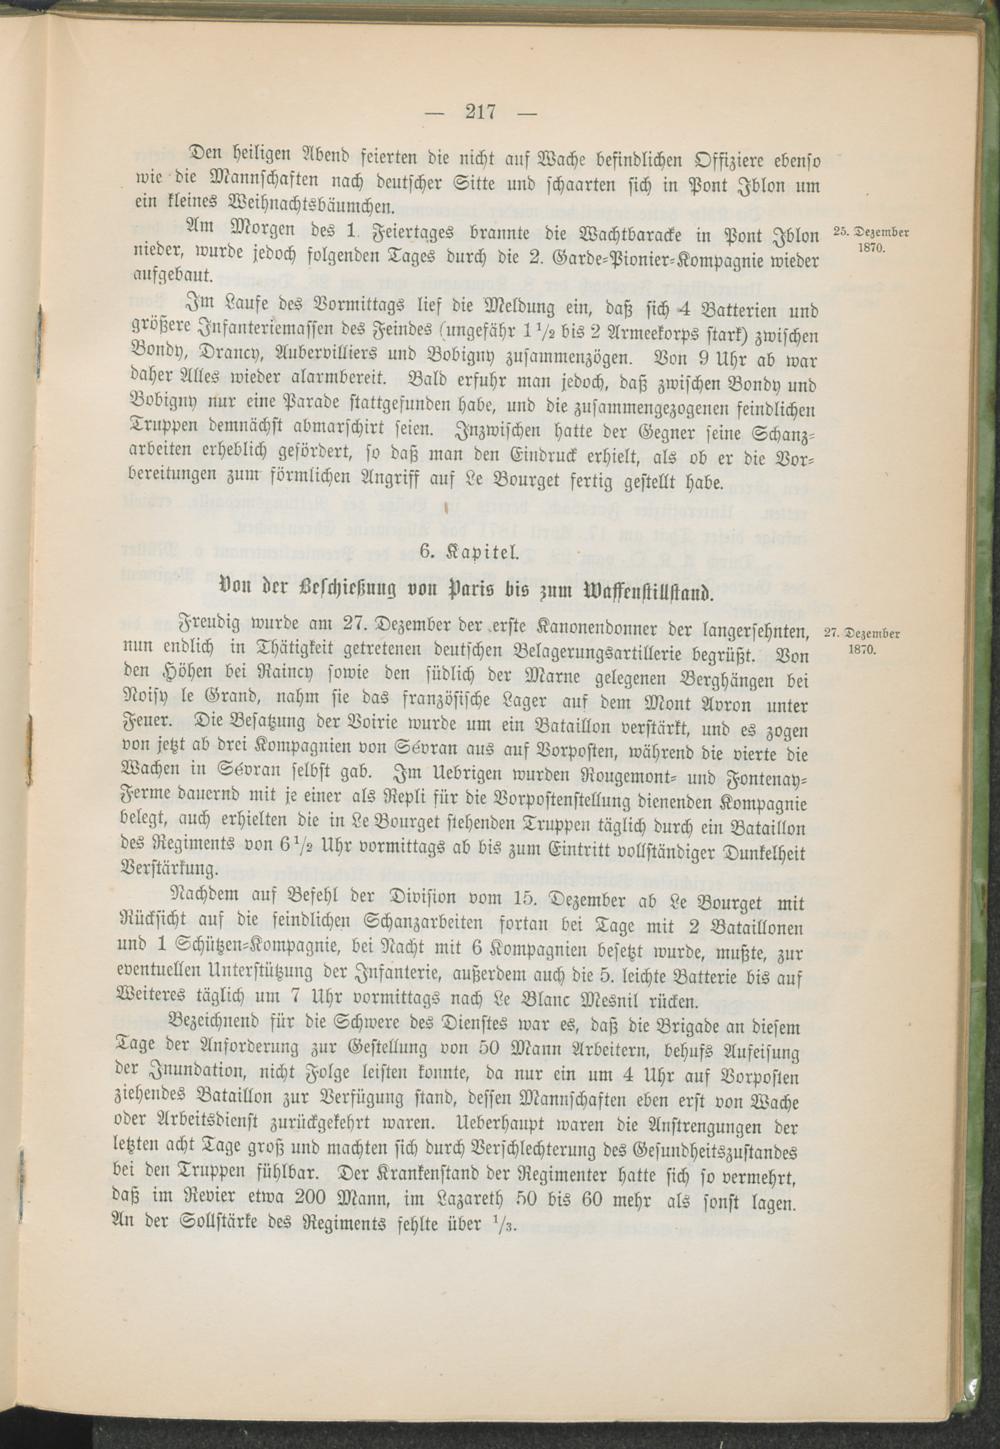 — 217 —
Den heiligen Abend feierten die nicht auf Wache befindlichen Offiziere ebenso
wie die Mannschaften nach deutscher Sitte und schaarten sich in Pont Iblon um
ein kleines Weihnachtsbäumchen.
Am Morgen des 1. Feiertages brannte die Wachtbaracke in Pont Iblon
25. Dezember
1870.
nieder, wurde jedoch folgenden Tages durch die 2. Garde-Pionier-Kompagnie wieder
aufgebaut.
Im Laufe des Vormittags lief die Meldung ein, daß sich 4 Batterien und
größere Infanteriemassen des Feindes (ungefähr 1 1/2 bis 2 Armeekorps stark) zwischen
Bondy, Drancy, Aubervilliers und Bobigny zusammenzögen. Von 9 Uhr ab war
daher Alles wieder alarmbereit. Bald erfuhr man jedoch, daß zwischen Bondy und
Bobigny nur eine Parade stattgefunden habe, und die zusammengezogenen feindlichen
Truppen demnächst abmarschirt seien. Inzwischen hatte der Gegner seine Schanz-
arbeiten erheblich gefördert, so daß man den Eindruck erhielt, als ob er die Vor-
bereitungen zum förmlichen Angriff auf Le Bourget fertig gestellt habe.
6. Kapitel.
Von der Beschießung von Paris bis zum Waffenstillstand.
Freudig wurde am 27. Dezember der erste Kanonendonner der langersehnten,
27. Dezember
1870.
nun endlich in Thätigkeit getretenen deutschen Belagerungsartillerie begrüßt. Von
den Höhen bei Raincy sowie den südlich der Marne gelegenen Berghängen bei
Noisy le Grand, nahm sie das französische Lager auf dem Mont Avron unter
Feuer. Die Besatzung der Voirie wurde um ein Bataillon verstärkt, und es zogen
von jetzt ab drei Kompagnien von Sévran aus auf Vorposten, während die vierte die
Wachen in Sévran selbst gab. Im Uebrigen wurden Rougemont- und Fontenay-
Ferme dauernd mit je einer als Repli für die Vorpostenstellung dienenden Kompagnie
belegt, auch erhielten die in Le Bourget stehenden Truppen täglich durch ein Bataillon
des Regiments von 6 1/2 Uhr vormittags ab bis zum Eintritt vollständiger Dunkelheit
Verstärkung.
Nachdem auf Befehl der Division vom 15. Dezember ab Le Bourget mit
Rücksicht auf die feindlichen Schanzarbeiten fortan bei Tage mit 2 Bataillonen
und 1 Schützen-Kompagnie, bei Nacht mit 6 Kompagnien besetzt wurde, mußte, zur
eventuellen Unterstützung der Infanterie, außerdem auch die 5. leichte Batterie bis auf
Weiteres täglich um 7 Uhr vormittags nach Le Blanc Mesnil rücken.
Bezeichnend für die Schwere des Dienstes war es, daß die Brigade an diesem
Tage der Anforderung zur Gestellung von 50 Mann Arbeitern, behufs Aufeisung
der Inundation, nicht Folge leisten konnte, da nur ein um 4 Uhr auf Vorposten
ziehendes Bataillon zur Verfügung stand, dessen Mannschaften eben erst von Wache
oder Arbeitsdienst zurückgekehrt waren. Ueberhaupt waren die Anstrengungen der
letzten acht Tage groß und machten sich durch Verschlechterung des Gesundheitszustandes
bei den Truppen fühlbar. Der Krankenstand der Regimenter hatte sich so vermehrt,
daß im Revier etwa 200 Mann, im Lazareth 50 bis 60 mehr als sonst lagen.
An der Sollstärke des Regiments fehlte über 1/3.